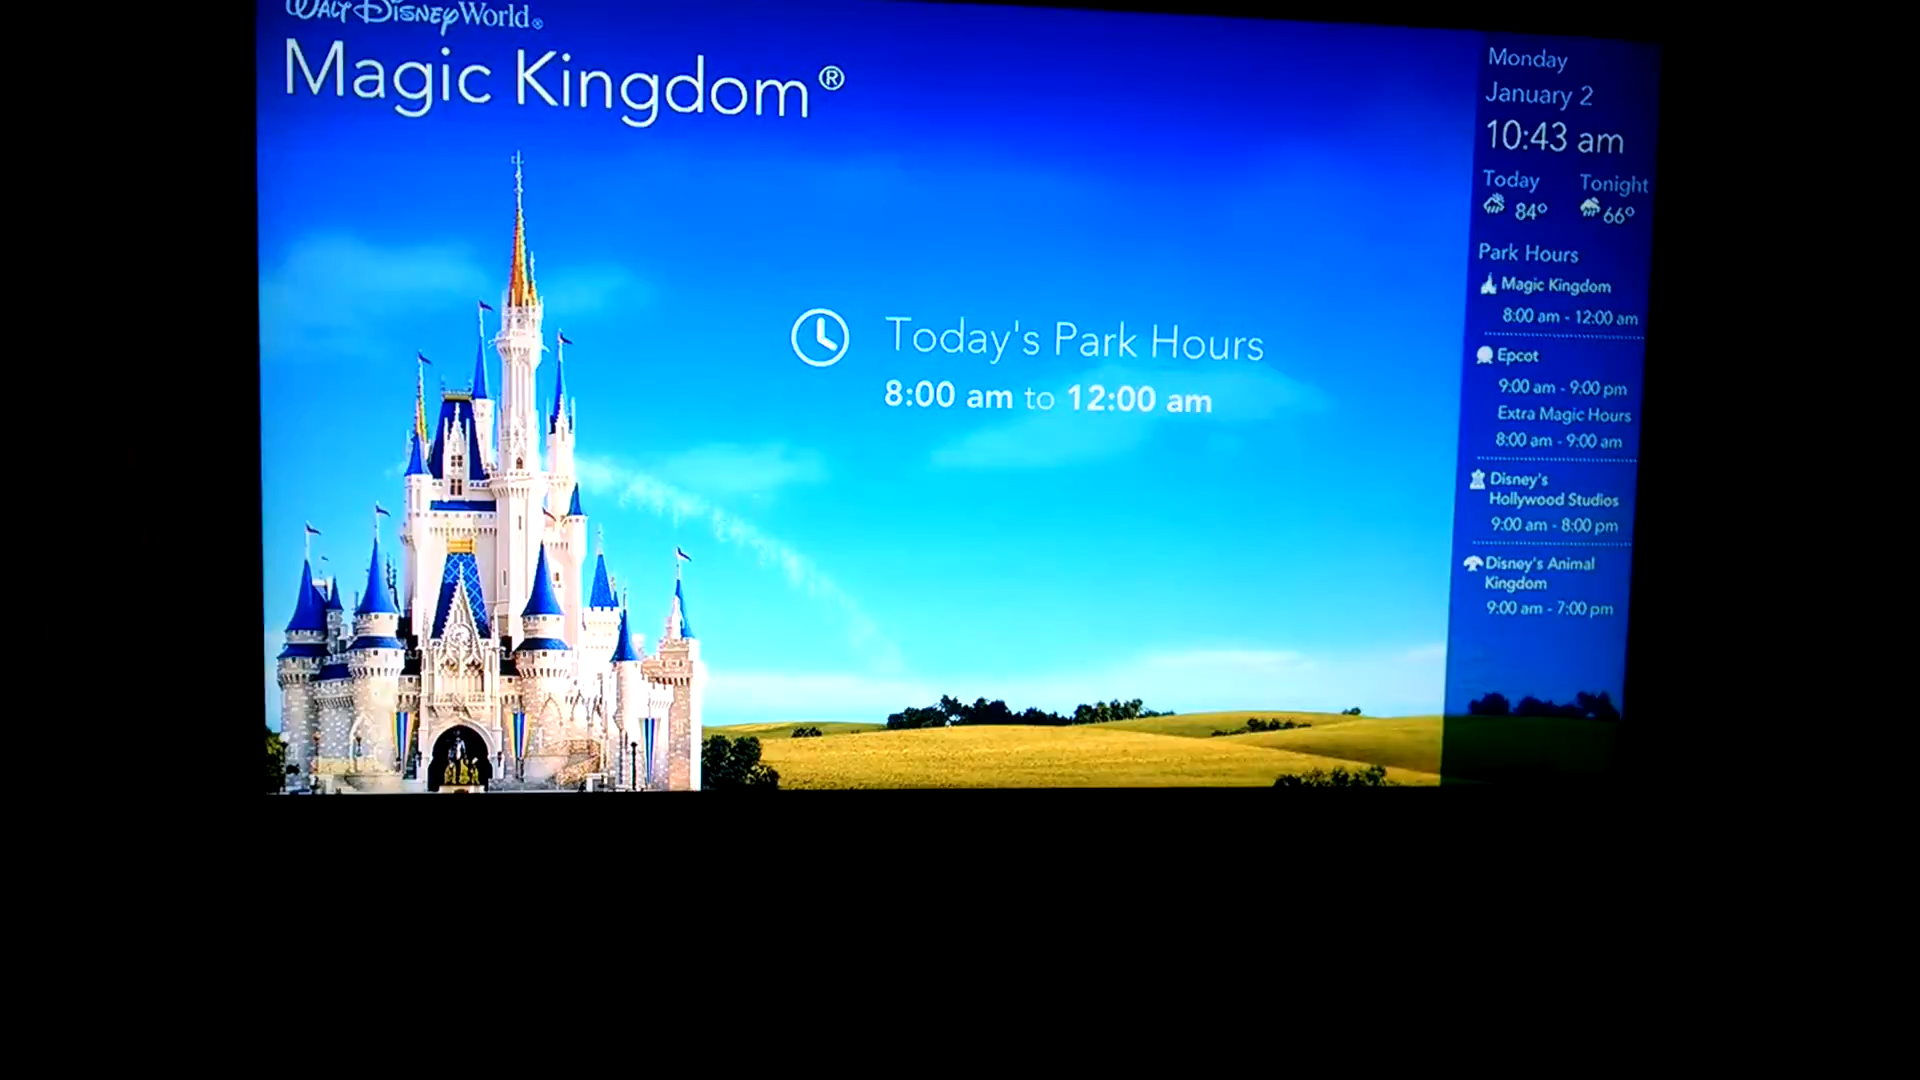 Walt Disney World®
Magic Kingdom®
Today's Park Hours
8:00 am to 12:00 am
Monday
January 2
10:43 am
Today Tonight
84° 66°
Park Hours
Magic Kingdom
8:00 am - 12:00 am
Epcot
9:00 am - 9:00 pm
Extra Magic Hours
8:00 am - 9:00 am
Disney's
Hollywood Studios
9:00 am - 8:00 pm
Disney's Animal
Kingdom
9:00 am - 7:00 pm